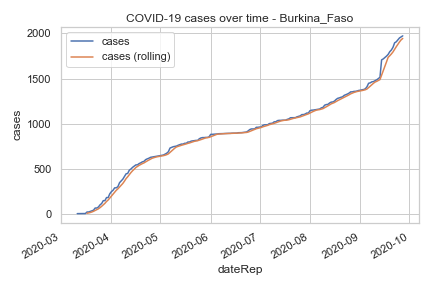 COVID-19 cases over time - Burkina_Faso
cases
cases (rolling)
cases
2000
1500
1000
500
0
2020-03
2020-04
2020-05
2020-06
2020-07
2020-08
2020-09
2020-10
dateRep